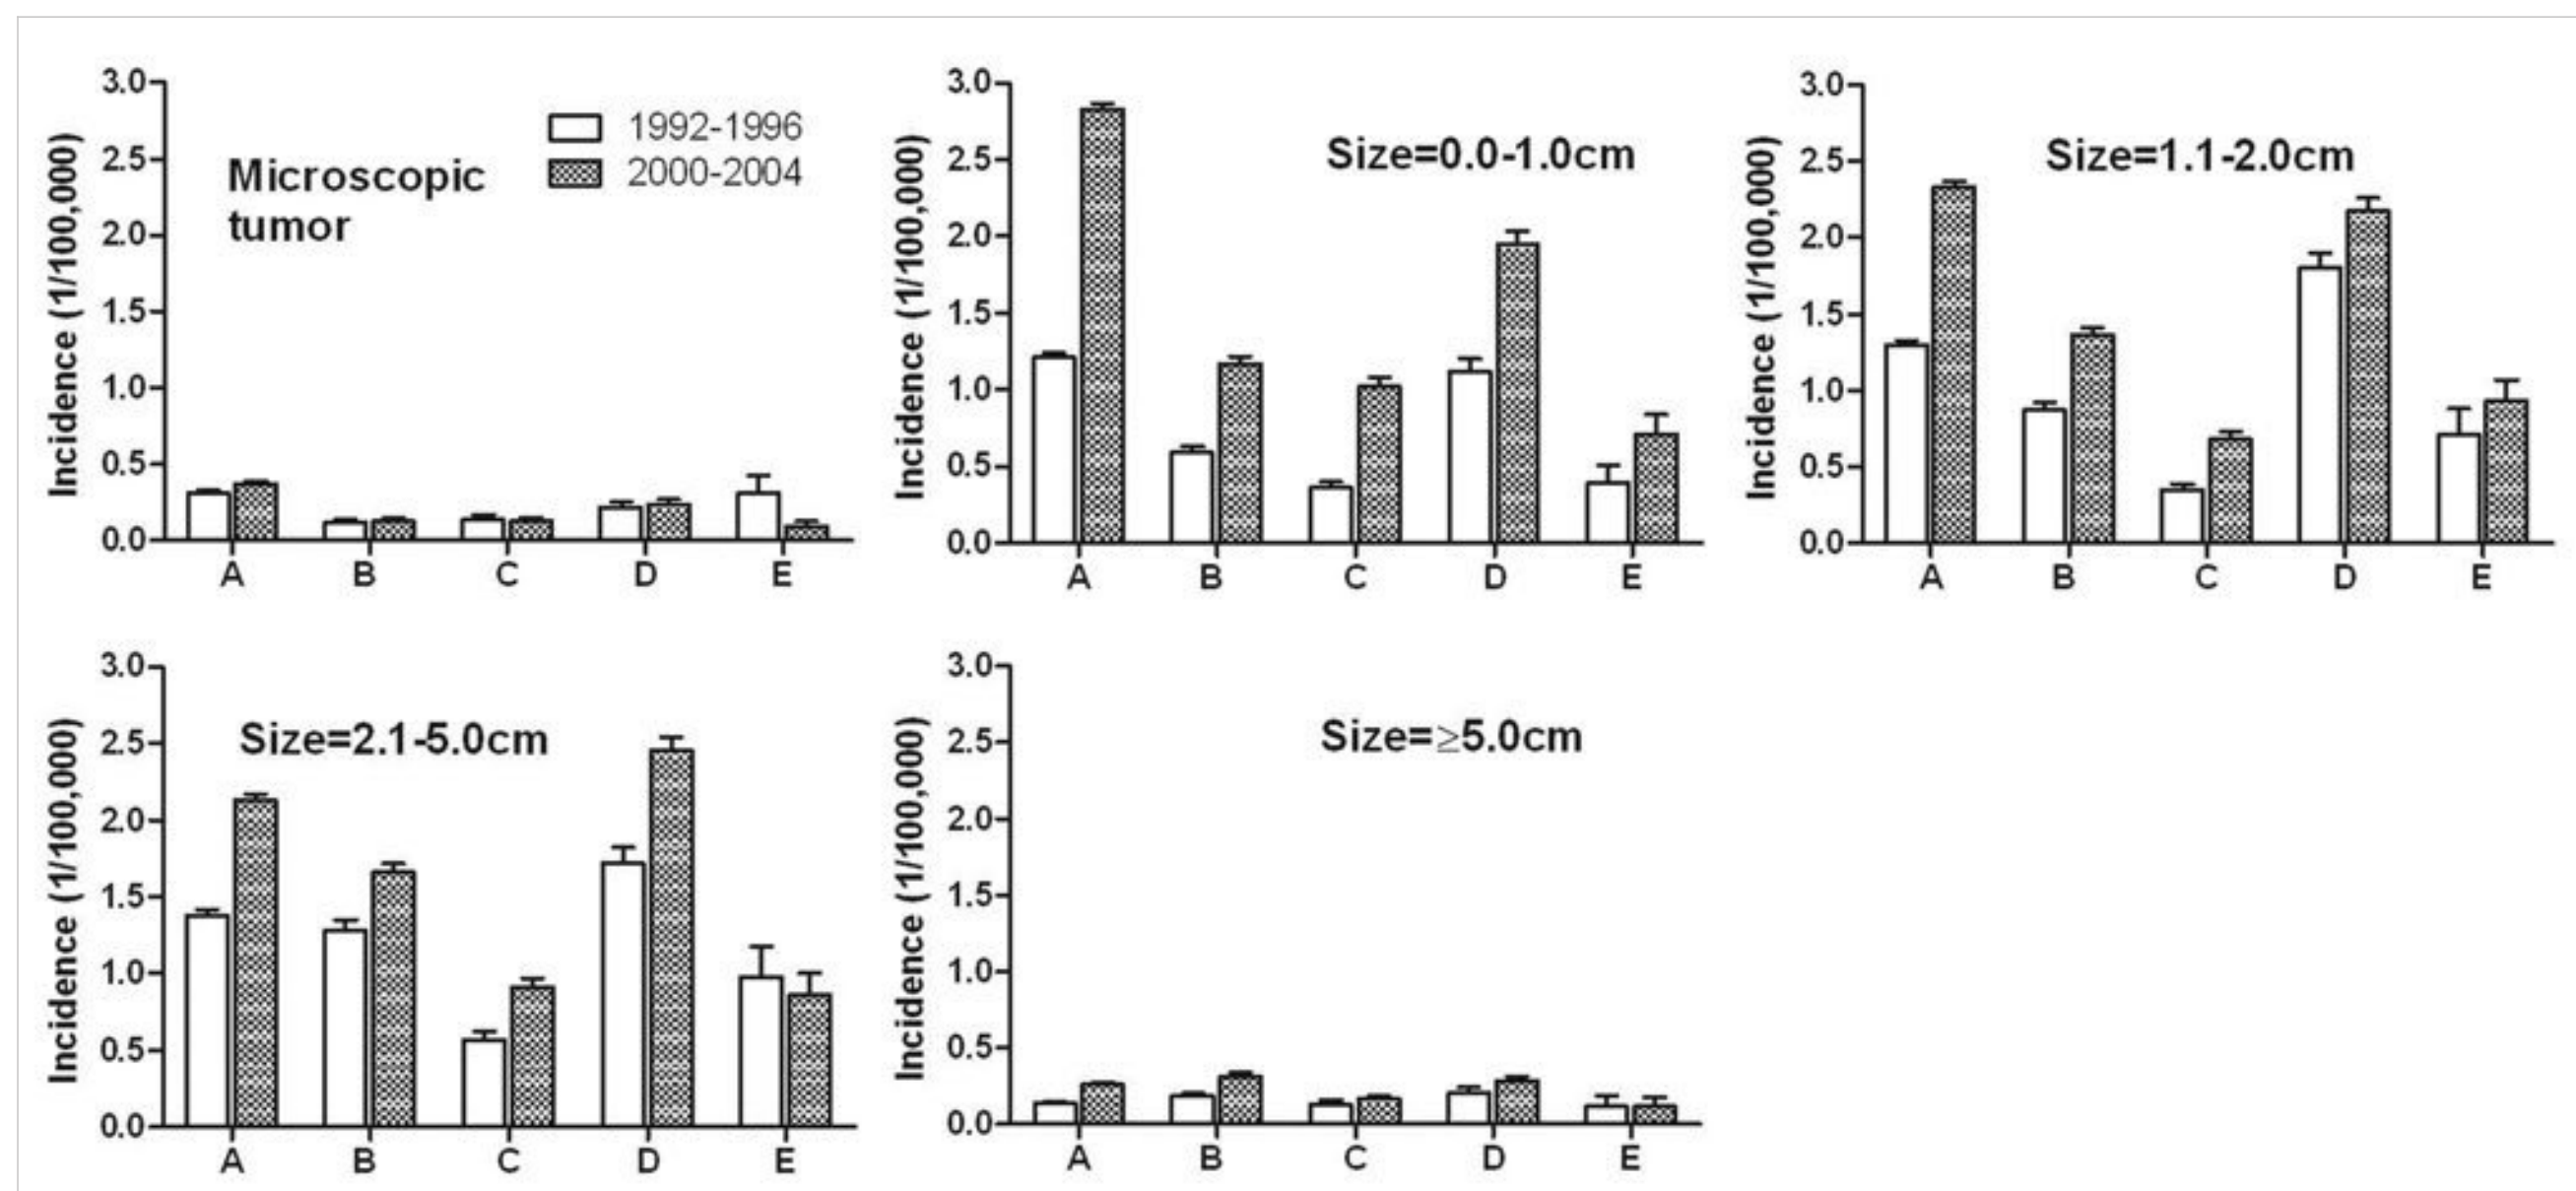 3.0
2.5
2.0
1.5
1.0
0.5
0.0
Incidence (1/100,000)
Microscopic
tumor
1992-1996
2000-2004
A B C D E
3.0
2.5
2.0
1.5
1.0
0.5
0.0
Incidence (1/100,000)
Size=0.0-1.0cm
A B C D E
3.0
2.5
2.0
1.5
1.0
0.5
0.0
Incidence (1/100,000)
Size=1.1-2.0cm
A B C D E
3.0
2.5
2.0
1.5
1.0
0.5
0.0
Incidence (1/100,000)
Size=2.1-5.0cm
A B C D E
3.0
2.5
2.0
1.5
1.0
0.5
0.0
Incidence (1/100,000)
Size=≥5.0cm
A B C D E